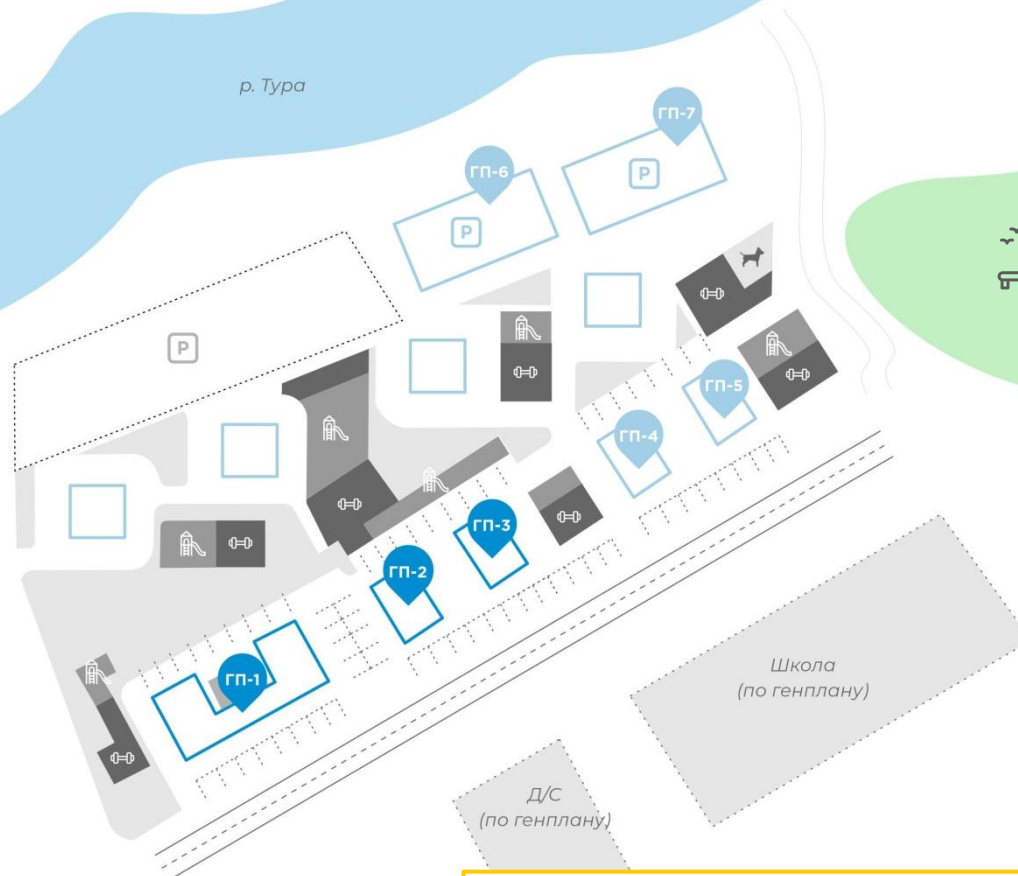 р. Тура
ГП-7
ГП-6
P
P
P
ГП-5
ГП-4
ГП-3
ГП-2
ГП-1
Школа
(по генплану)
Д/С
(по генплану)